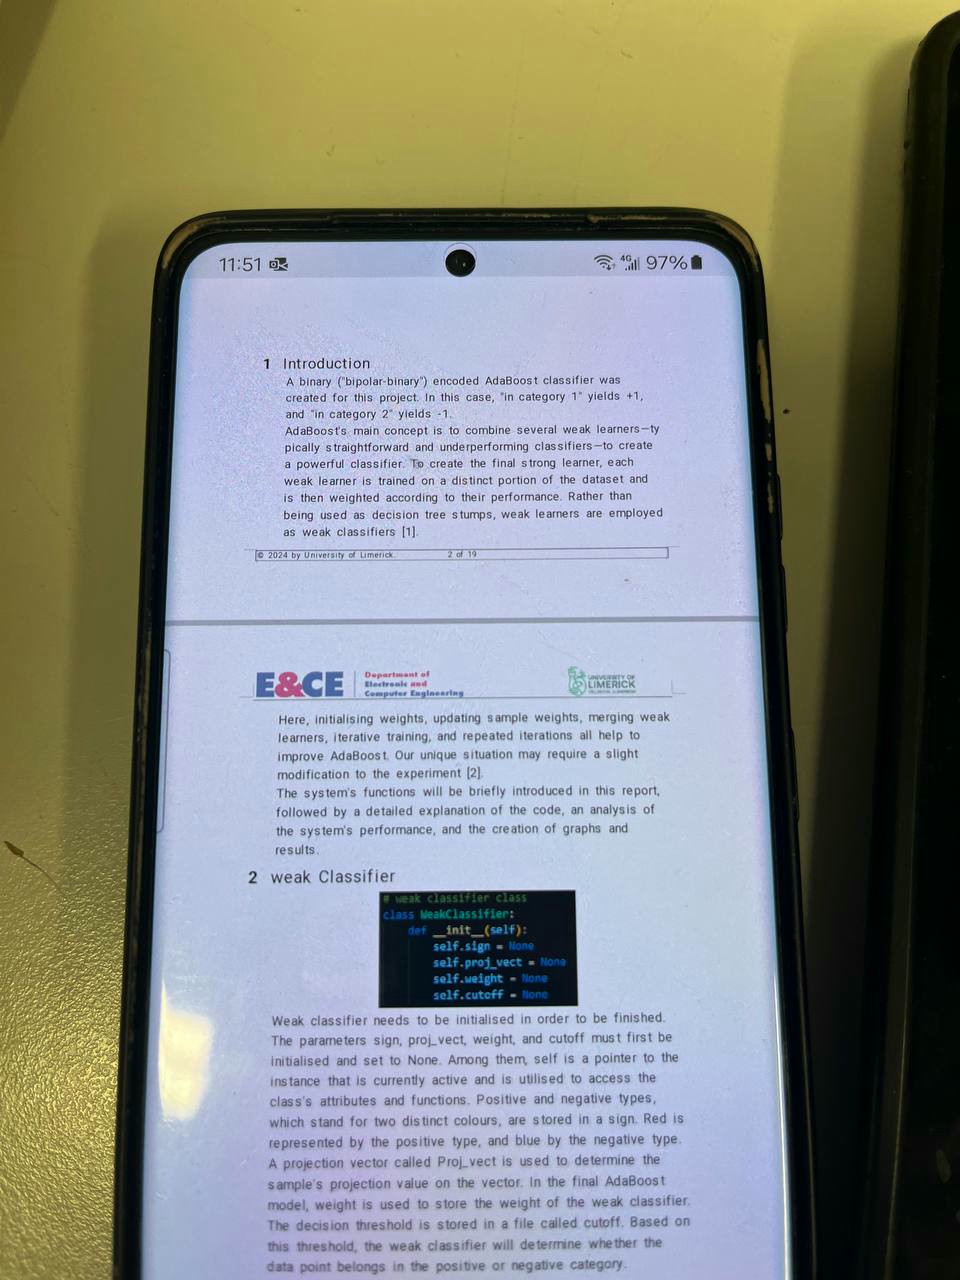 11:51
4G 97%
1 Introduction
A binary ("bipolar-binary") encoded AdaBoost classifier was
created for this project. In this case, "in category 1" yields +1,
and "in category 2" yields -1.
AdaBoost's main concept is to combine several weak learners—ty
pically straightforward and underperforming classifiers—to create
a powerful classifier. To create the final strong learner, each
weak learner is trained on a distinct portion of the dataset and
is then weighted according to their performance. Rather than
being used as decision tree stumps, weak learners are employed
as weak classifiers [1].
© 2024 by University of Limerick. 2 of 19
E&CE
Department of
Electronic and
Computer Engineering
UNIVERSITY OF
LIMERICK
Here, initialising weights, updating sample weights, merging weak
learners, iterative training, and repeated iterations all help to
improve AdaBoost. Our unique situation may require a slight
modification to the experiment [2].
The system's functions will be briefly introduced in this report,
followed by a detailed explanation of the code, an analysis of
the system's performance, and the creation of graphs and
results.
2 weak Classifier
# weak classifier class
class WeakClassifier:
def __init__(self):
self.sign = None
self.proj_vect = None
self.weight = None
self.cutoff = None
Weak classifier needs to be initialised in order to be finished.
The parameters sign, proj_vect, weight, and cutoff must first be
initialised and set to None. Among them, self is a pointer to the
instance that is currently active and is utilised to access the
class's attributes and functions. Positive and negative types,
which stand for two distinct colours, are stored in a sign. Red is
represented by the positive type, and blue by the negative type.
A projection vector called Proj_vect is used to determine the
sample's projection value on the vector. In the final AdaBoost
model, weight is used to store the weight of the weak classifier.
The decision threshold is stored in a file called cutoff. Based on
this threshold, the weak classifier will determine whether the
data point belongs in the positive or negative category.